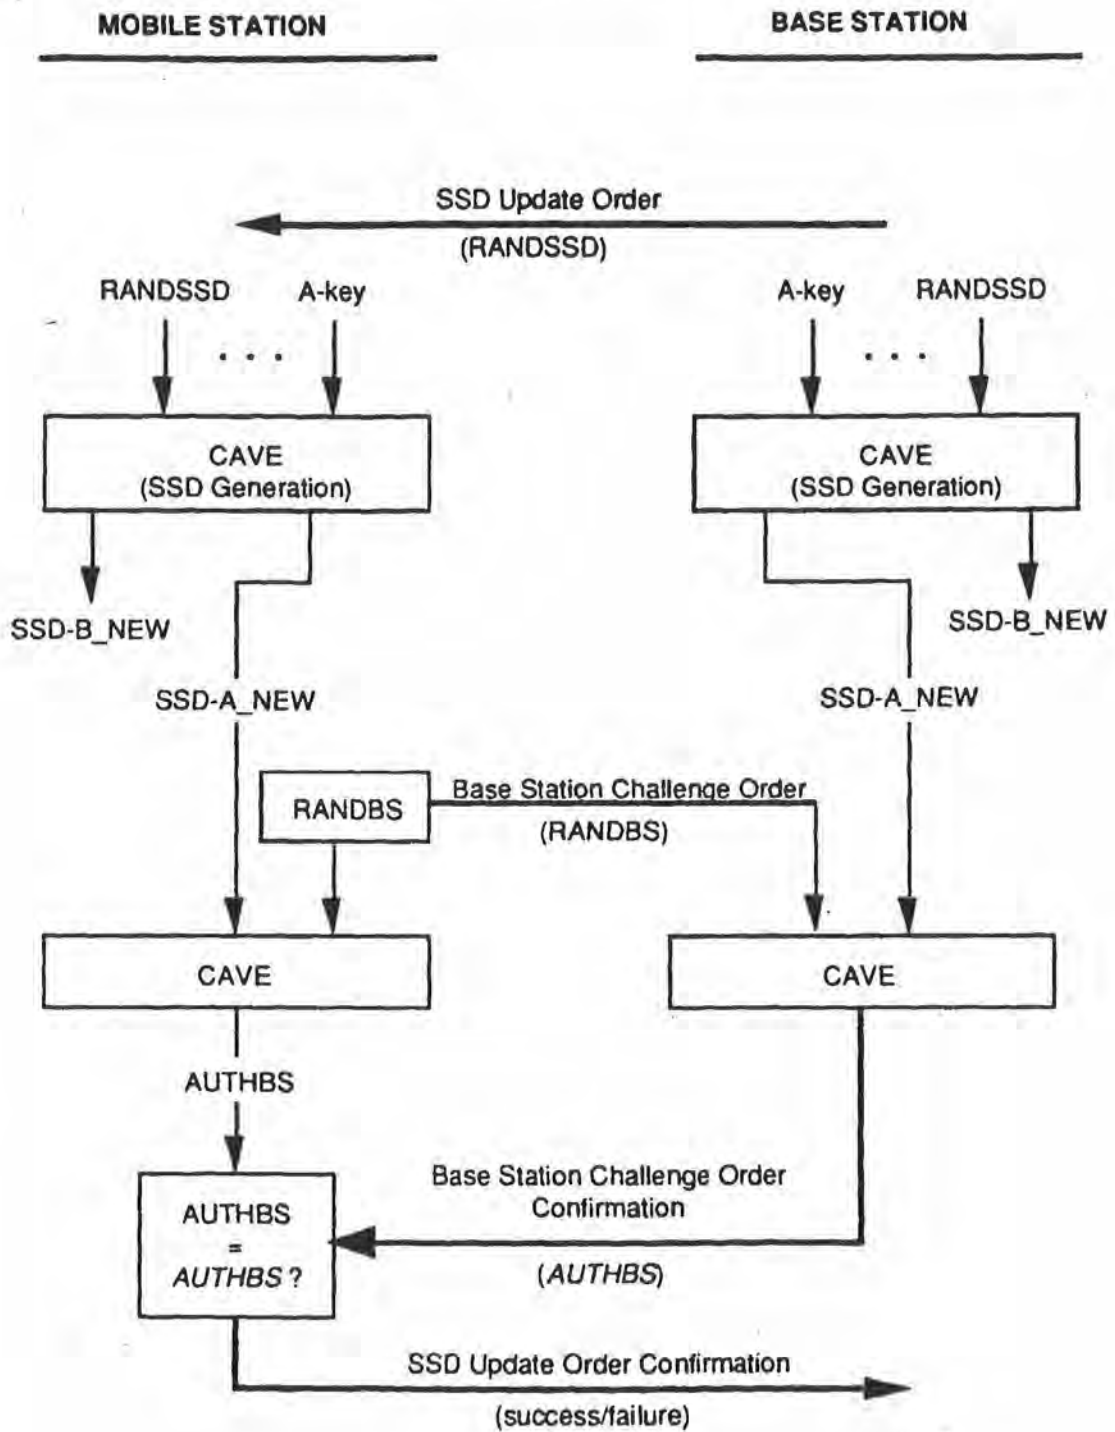 MOBILE STATION
BASE STATION
SSD Update Order
(RANDSSD)
RANDSSD
A-key
A-key
RANDSSD
. . .
. . .
CAVE
(SSD Generation)
CAVE
(SSD Generation)
SSD-B_NEW
SSD-B_NEW
SSD-A_NEW
SSD-A_NEW
RANDBS
Base Station Challenge Order
(RANDBS)
CAVE
CAVE
AUTHBS
Base Station Challenge Order
Confirmation
(AUTHBS)
AUTHBS
=
AUTHBS ?
SSD Update Order Confirmation
(success/failure)